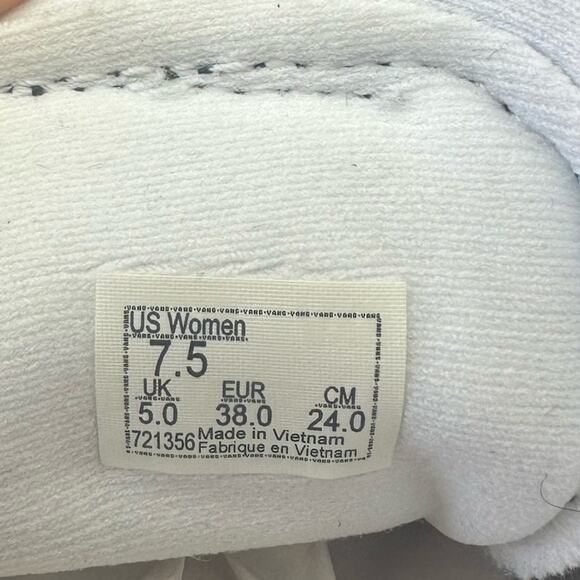 US Women
7.5
UK EUR CM
5.0 38.0 24.0
721356 Made in Vietnam
Fabrique en Vietnam